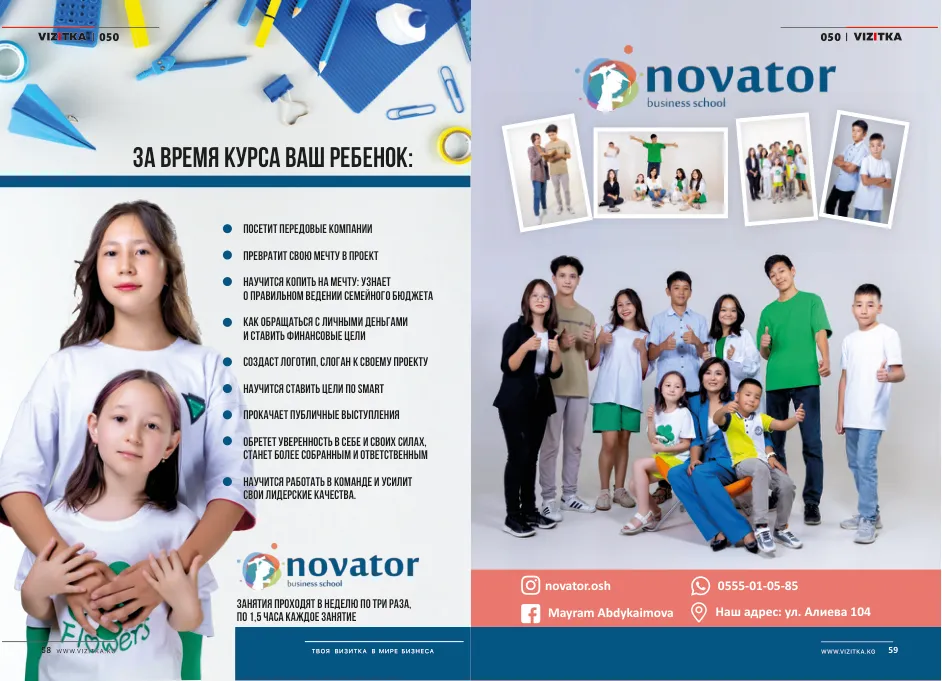 VIZITKA | 050
ЗА ВРЕМЯ КУРСА ВАШ РЕБЕНОК:
ПОСЕТИТ ПЕРЕДОВЫЕ КОМПАНИИ
ПРЕВРАТИТ СВОЮ МЕЧТУ В ПРОЕКТ
НАУЧИТСЯ КОПИТЬ НА МЕЧТУ: УЗНАЕТ
О ПРАВИЛЬНОМ ВЕДЕНИИ СЕМЕЙНОГО БЮДЖЕТА
КАК ОБРАЩАТЬСЯ С ЛИЧНЫМИ ДЕНЬГАМИ
И СТАВИТЬ ФИНАНСОВЫЕ ЦЕЛИ
СОЗДАСТ ЛОГОТИП, СЛОГАН К СВОЕМУ ПРОЕКТУ
НАУЧИТСЯ СТАВИТЬ ЦЕЛИ ПО SMART
ПРОКАЧАЕТ ПУБЛИЧНЫЕ ВЫСТУПЛЕНИЯ
ОБРЕТЕТ УВЕРЕННОСТЬ В СЕБЕ И СВОИХ СИЛАХ,
СТАНЕТ БОЛЕЕ СОБРАННЫМ И ОТВЕТСТВЕННЫМ
НАУЧИТСЯ РАБОТАТЬ В КОМАНДЕ И УСИЛИТ
СВОИ ЛИДЕРСКИЕ КАЧЕСТВА.
novator
business school
ЗАНЯТИЯ ПРОХОДЯТ В НЕДЕЛЮ ПО ТРИ РАЗА,
ПО 1,5 ЧАСА КАЖДОЕ ЗАНЯТИЕ
Flowers
58 WWW.VIZITKA.KG
ТВОЯ ВИЗИТКА В МИРЕ БИЗНЕСА
050 | VIZITKA
novator
business school
novator.osh
0555-01-05-85
Mayram Abdykaimova
Наш адрес: ул. Алиева 104
WWW.VIZITKA.KG 59